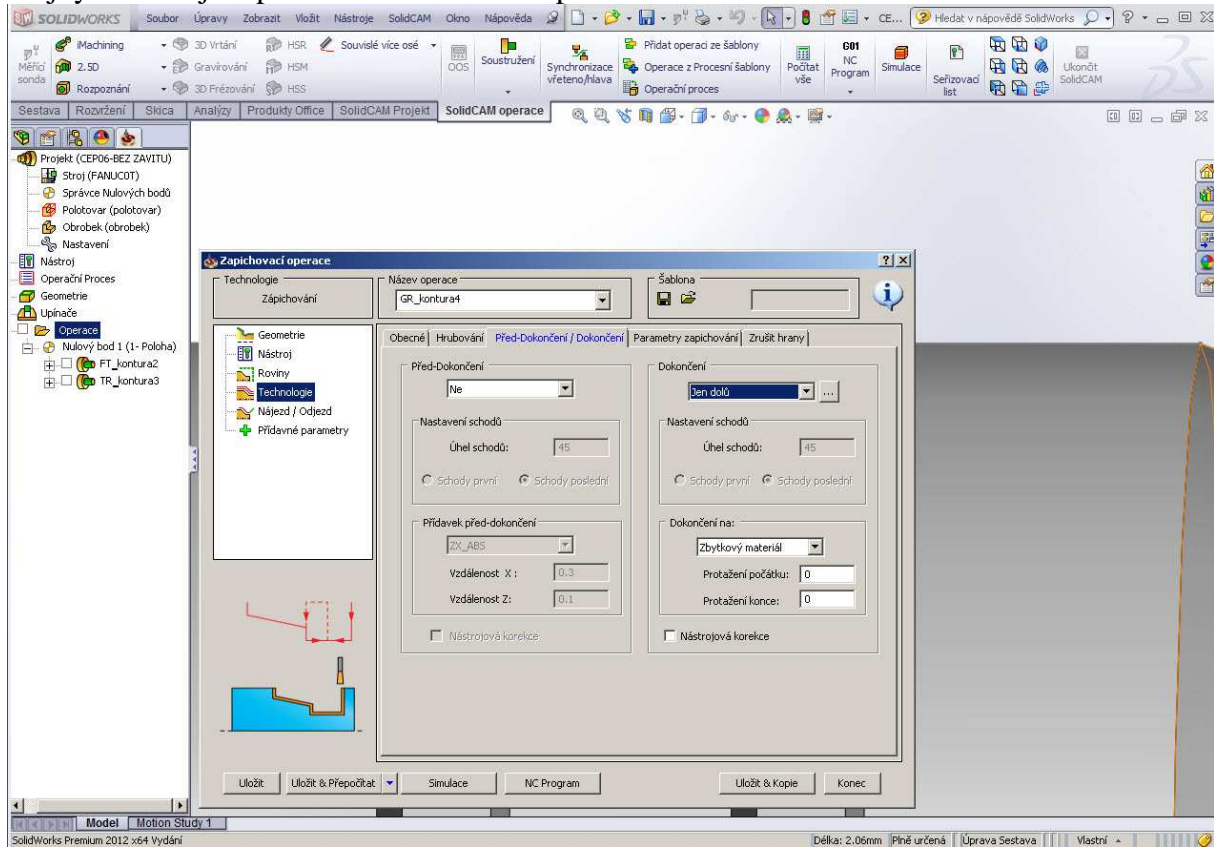 SOLIDWORKS Soubor Úpravy Zobrazit Vložit Nástroje SolidCAM Okno Nápověda CE... Hledat v nápovědě SolidWorks
Měřící sonda
iMachining
2.5D
Rozpoznání
3D Vrtání
Gravírování
3D Frézování
HSR
HSM
HSS
Souvislé více osé
OOS
Soustružení
Synchronizace vřeteno/hlava
Přidat operaci ze šablony
Operace z Procesní šablony
Operační proces
Počítat vše
G01
NC Program
Simulace
Seřizovací list
Ukončit SolidCAM
Sestava Rozvržení Skica Analýzy Produkty Office SolidCAM Projekt SolidCAM operace
Projekt (CEP06-BEZ ZAVITU)
Stroj (FANUC0T)
Správce Nulových bodů
Polotovar (polotovar)
Obrobek (obrobek)
Nastavení
Nástroj
Operační Proces
Geometrie
Upínače
Operace
Nulový bod 1 (1- Poloha)
FT_kontura2
TR_kontura3
Zapichovací operace
Technologie
Zápichování
Název operace
GR_kontura4
Šablona
Geometrie
Nástroj
Roviny
Technologie
Nájezd / Odjezd
Přídavné parametry
Obecné Hrubování Před-Dokončení / Dokončení Parametry zapichování Zrušit hrany
Před-Dokončení
Ne
Nastavení schodů
Úhel schodů: 45
Schody první Schody poslední
Přídavek před-dokončení
ZX_ABS
Vzdálenost X : 0.3
Vzdálenost Z: 0.1
Nástrojová korekce
Dokončení
Jen dolů ...
Nastavení schodů
Úhel schodů: 45
Schody první Schody poslední
Dokončení na:
Zbytkový materiál
Protažení počátku: 0
Protažení konce: 0
Nástrojová korekce
Uložit Uložit & Přepočítat Simulace NC Program Uložit & Kopie Konec
Model Motion Study 1
SolidWorks Premium 2012 x64 Vydání Délka: 2.06mm Plně určená Úprava Sestava Vlastní